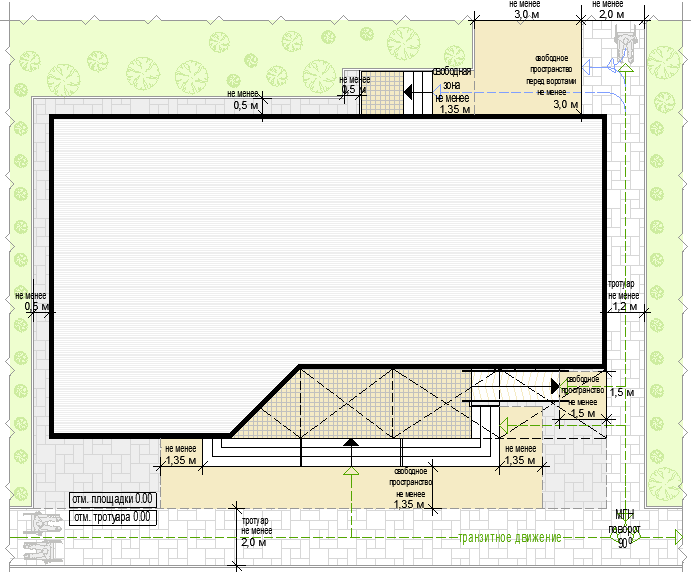 не менее
3,0 м
не менее
2,0 м
свободное
пространство
перед воротами
не менее
3,0 м
свободная
зона
не менее
1,35 м
не менее
0,5 м
не менее
0,5 м
не менее
0,5 м
тротуар
не менее
1,2 м
свободное
пространство
не менее
1,5 м
1,5 м
не менее
1,35 м
не менее
1,35 м
свободное
пространство
не менее
1,35 м
отм. площадки 0.00
отм. тротуара 0.00
тротуар
не менее
2,0 м
транзитное движение
МГН
поворот
90°